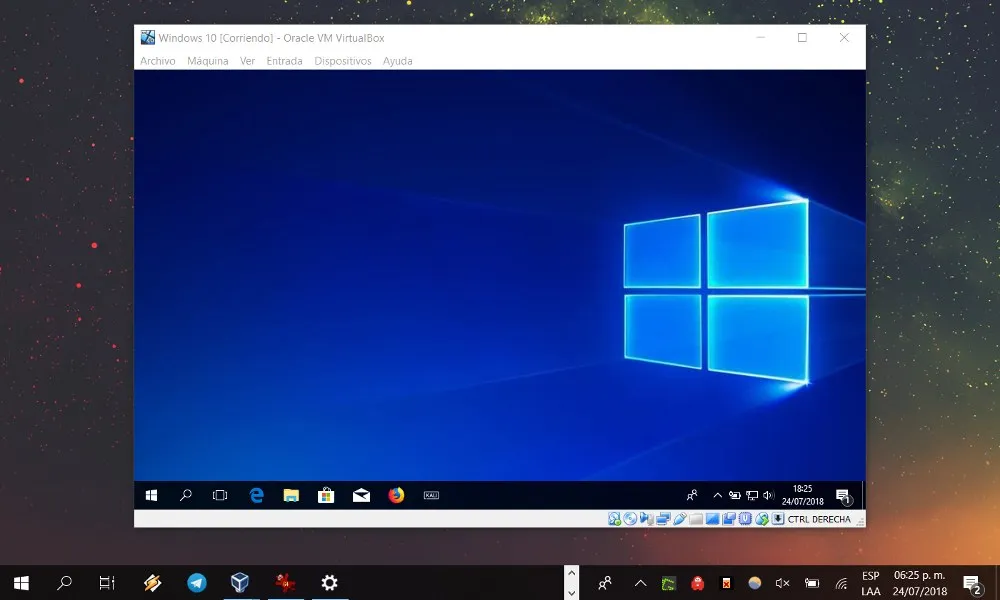 Windows 10 [Corriendo] - Oracle VM VirtualBox
Archivo Máquina Ver Entrada Dispositivos Ayuda
KALI
18:25
24/07/2018
1
CTRL DERECHA
ESP 06:25 p. m.
LAA 24/07/2018
2